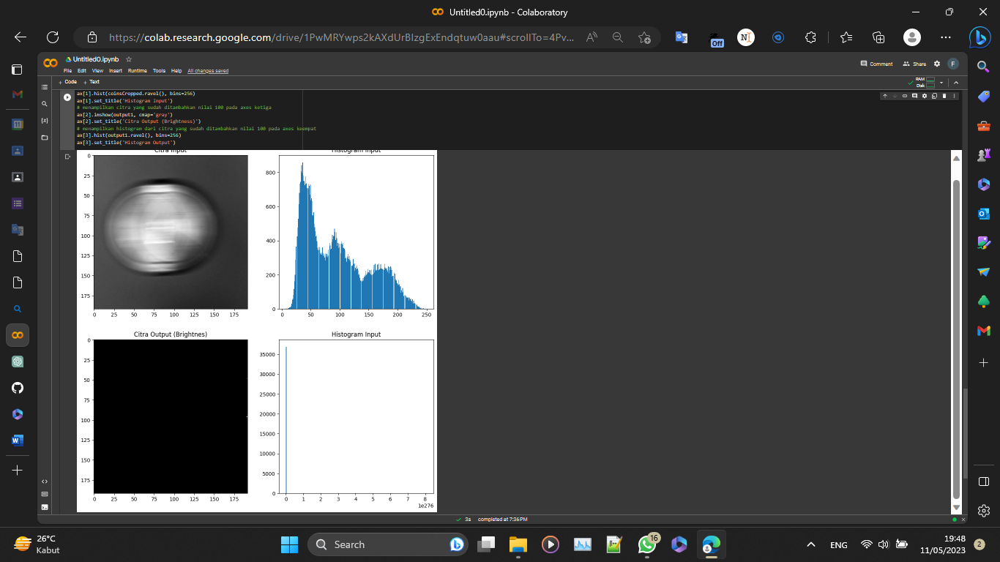 Untitled0.ipynb - Colaboratory
https://colab.research.google.com/drive/1PwMRYwps2kAXdUrBIzgExEndqtuw0aau#scrollTo=4Pv...
Off
Untitled0.ipynb
File Edit View Insert Runtime Tools Help All changes saved
Comment Share F
+ Code + Text
RAM
Disk
ax[1].hist(coinsCropped.ravel(), bins=256)
ax[1].set_title('Histogram Input')
# menampilkan citra yang sudah ditambahkan nilai 100 pada axes ketiga
ax[2].imshow(output1, cmap='gray')
ax[2].set_title('Citra Output (Brightness)')
# menampilkan histogram dari citra yang sudah ditambahkan nilai 100 pada axes keempat
ax[3].hist(output1.ravel(), bins=256)
ax[3].set_title('Histogram Output')
Citra Input
Histogram Input
0
25
50
75
100
125
150
175
0 25 50 75 100 125 150 175
800
600
400
200
0
0 50 100 150 200 250
Citra Output (Brightnes)
Histogram Input
0
25
50
75
100
125
150
175
0 25 50 75 100 125 150 175
35000
30000
25000
20000
15000
10000
5000
0
0 1 2 3 4 5 6 7 8
1e276
3s completed at 7:36 PM
26°C
Kabut
Search
16
ENG
19:48
11/05/2023
2